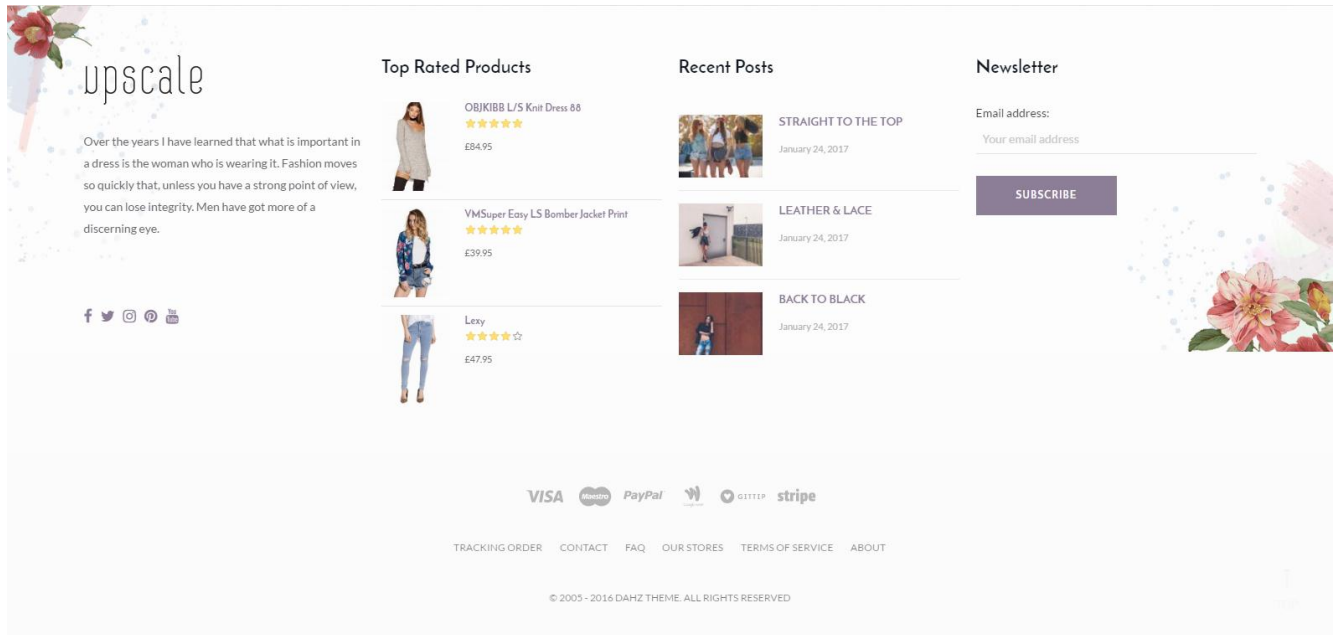 upscale
Over the years I have learned that what is important in
a dress is the woman who is wearing it. Fashion moves
so quickly that, unless you have a strong point of view,
you can lose integrity. Men have got more of a
discerning eye.
Top Rated Products
OBJKIBB L/S Knit Dress 88
£84.95
VMSuper Easy LS Bomber Jacket Print
£39.95
Lexy
£47.95
Recent Posts
STRAIGHT TO THE TOP
January 24, 2017
LEATHER & LACE
January 24, 2017
BACK TO BLACK
January 24, 2017
Newsletter
Email address:
Your email address
SUBSCRIBE
VISA Maestro PayPal GITTIP stripe
TRACKING ORDER CONTACT FAQ OUR STORES TERMS OF SERVICE ABOUT
© 2005 - 2016 DAHZ THEME. ALL RIGHTS RESERVED